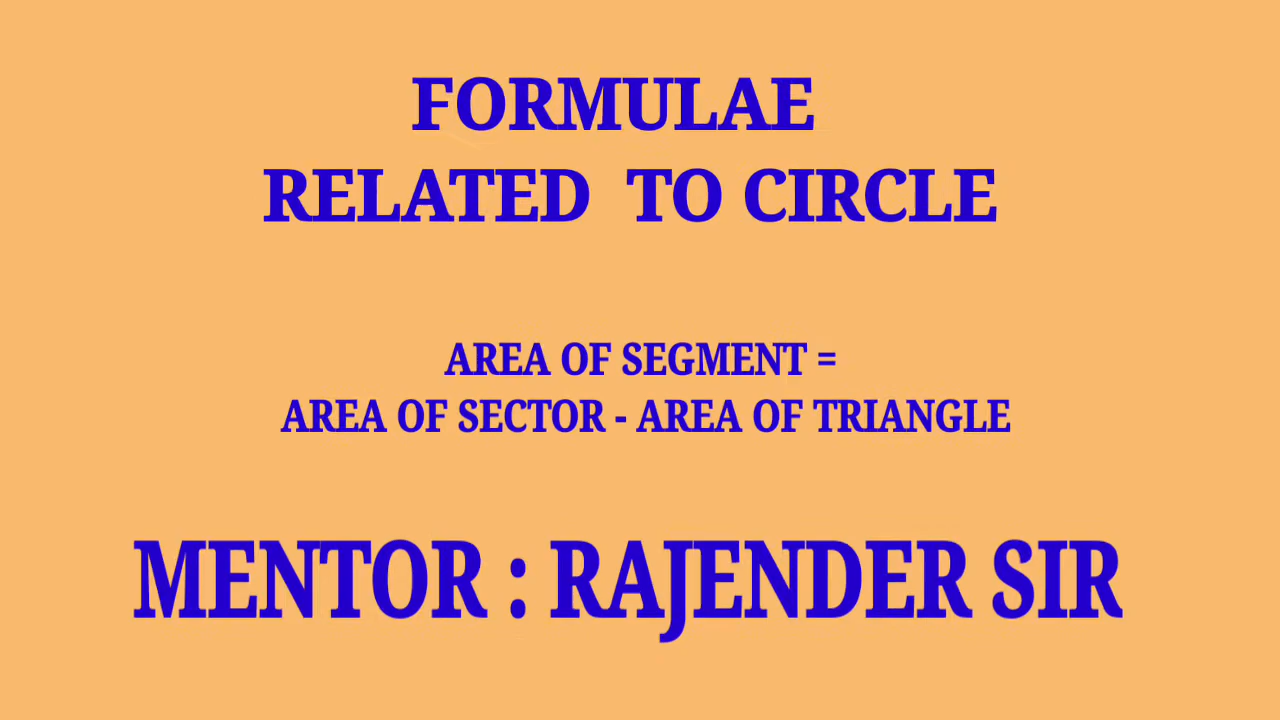 FORMULAE
RELATED TO CIRCLE
AREA OF SEGMENT =
AREA OF SECTOR - AREA OF TRIANGLE
MENTOR : RAJENDER SIR